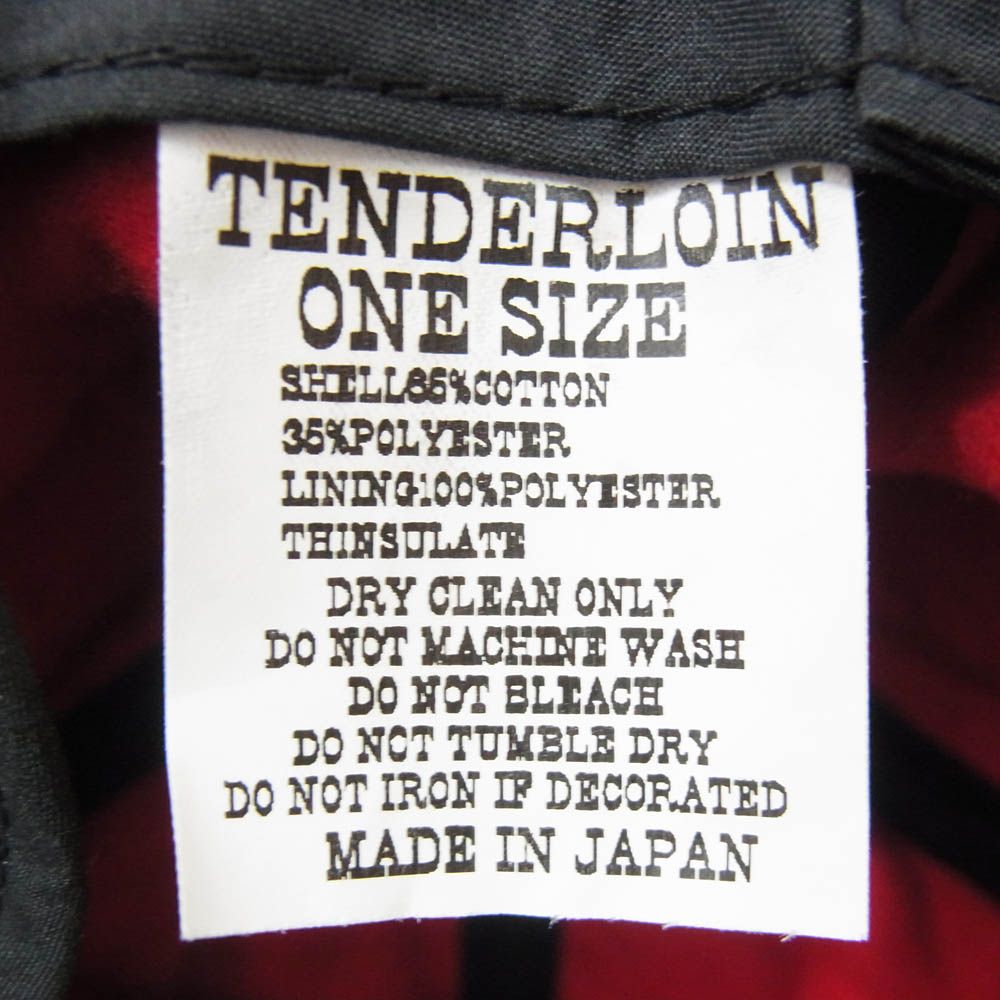 TENDERLOIN
ONE SIZE
SHELL65%COTTON
35%POLYESTER
LINING100%POLYESTER
THINSULATE
DRY CLEAN ONLY
DO NOT MACHINE WASH
DO NOT BLEACH
DO NOT TUMBLE DRY
DO NOT IRON IF DECORATED
MADE IN JAPAN